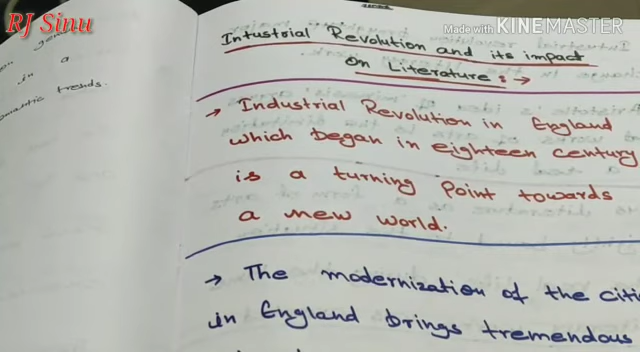 RJ Sinu
Made with KINEMASTER
in a
trends.
Intustrial Revolution and its impact
on Literature :→
→ Industrial Revolution in England
which began in eighteen century
is a turning point towards
a new world.
→ The modernization of the citi
in England brings tremendous